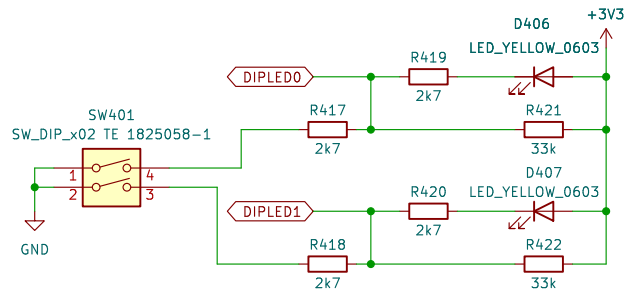 +3V3
D406
LED_YELLOW_0603
DIPLED0
R419
2k7
SW401
SW_DIP_x02 TE 1825058-1
R417
2k7
R421
33k
1
4
2
3
D407
LED_YELLOW_0603
DIPLED1
R420
2k7
GND
R418
2k7
R422
33k